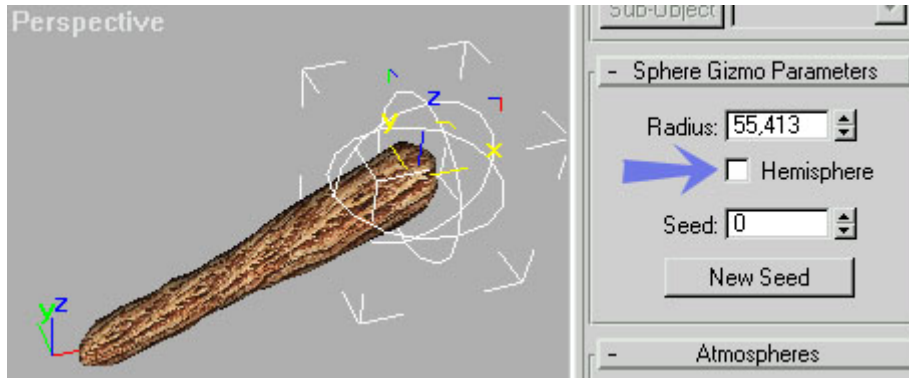 Perspective
z
y
x
y
z
Sub-Object
- Sphere Gizmo Parameters
Radius: 55,413
Hemisphere
Seed: 0
New Seed
- Atmospheres